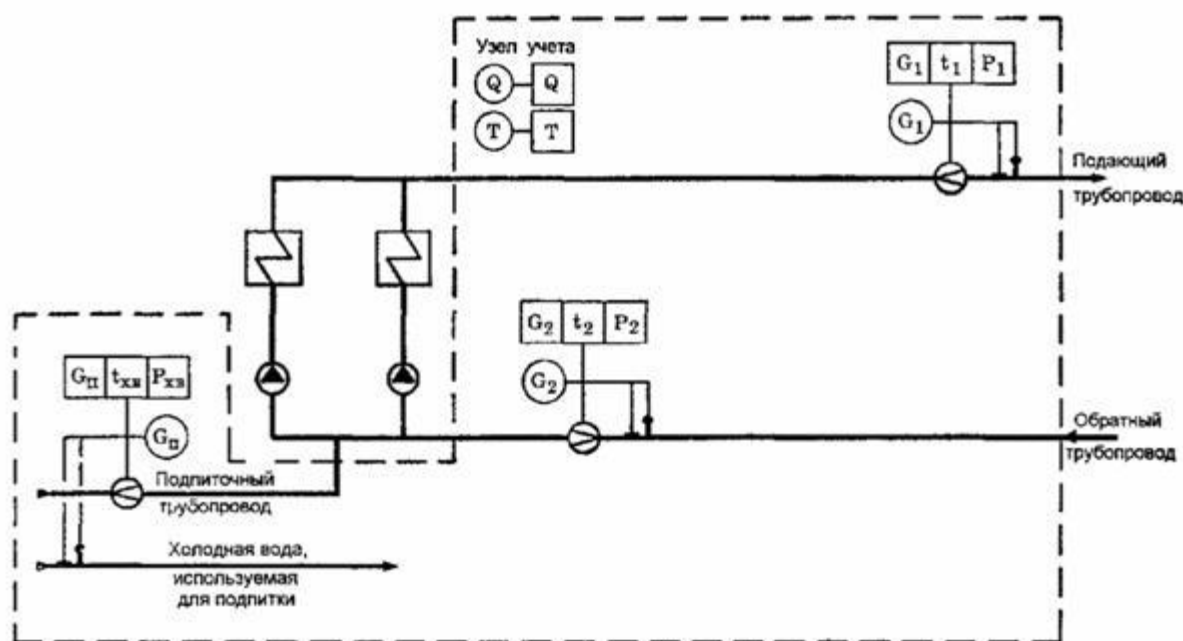 Узел учета
Q Q
T T
G₁ t₁ P₁
G₁
Подающий
трубопровод
G₂ t₂ P₂
G₂
Обратный
трубопровод
Gп tхв Pхв
Gп
Подпиточный
трубопровод
Холодная вода,
используемая
для подпитки